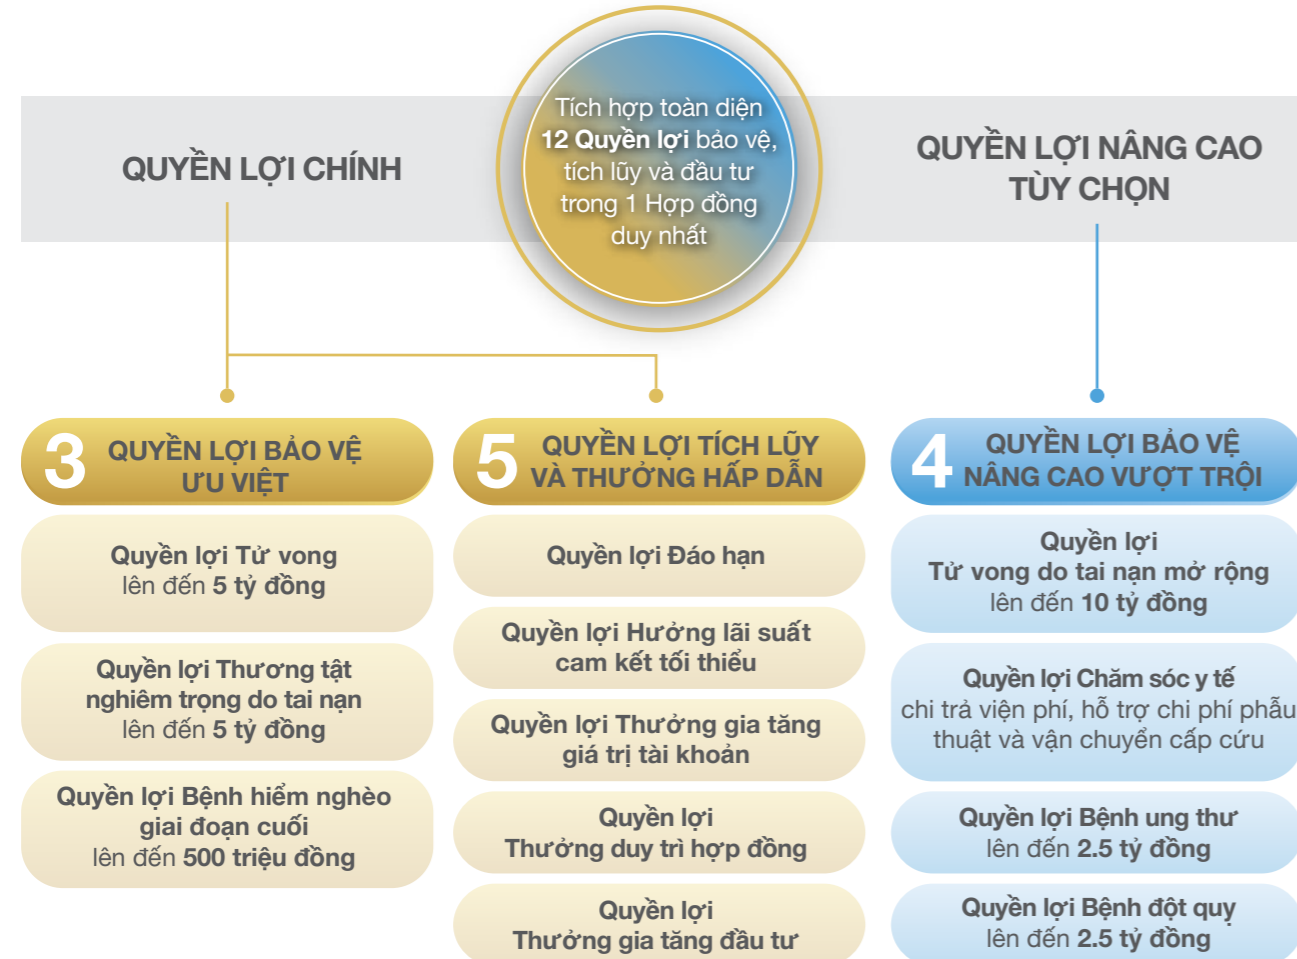 Tích hợp toàn diện
12 Quyền lợi bảo vệ,
tích lũy và đầu tư
trong 1 Hợp đồng
duy nhất
QUYỀN LỢI CHÍNH
QUYỀN LỢI NÂNG CAO
TÙY CHỌN
3 QUYỀN LỢI BẢO VỆ
ƯU VIỆT
Quyền lợi Tử vong
lên đến 5 tỷ đồng
Quyền lợi Thương tật
nghiêm trọng do tai nạn
lên đến 5 tỷ đồng
Quyền lợi Bệnh hiểm nghèo
giai đoạn cuối
lên đến 500 triệu đồng
5 QUYỀN LỢI TÍCH LŨY
VÀ THƯỞNG HẤP DẪN
Quyền lợi Đáo hạn
Quyền lợi Hưởng lãi suất
cam kết tối thiểu
Quyền lợi Thưởng gia tăng
giá trị tài khoản
Quyền lợi
Thưởng duy trì hợp đồng
Quyền lợi
Thưởng gia tăng đầu tư
4 QUYỀN LỢI BẢO VỆ
NÂNG CAO VƯỢT TRỘI
Quyền lợi
Tử vong do tai nạn mở rộng
lên đến 10 tỷ đồng
Quyền lợi Chăm sóc y tế
chi trả viện phí, hỗ trợ chi phí phẫu
thuật và vận chuyển cấp cứu
Quyền lợi Bệnh ung thư
lên đến 2.5 tỷ đồng
Quyền lợi Bệnh đột quy
lên đến 2.5 tỷ đồng